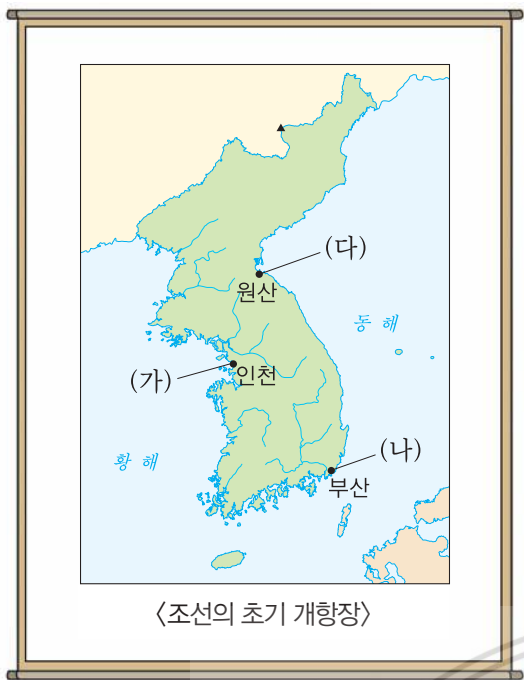 (다)
원산
동 해
(가)
인천
황 해
(나)
부산
〈조선의 초기 개항장〉